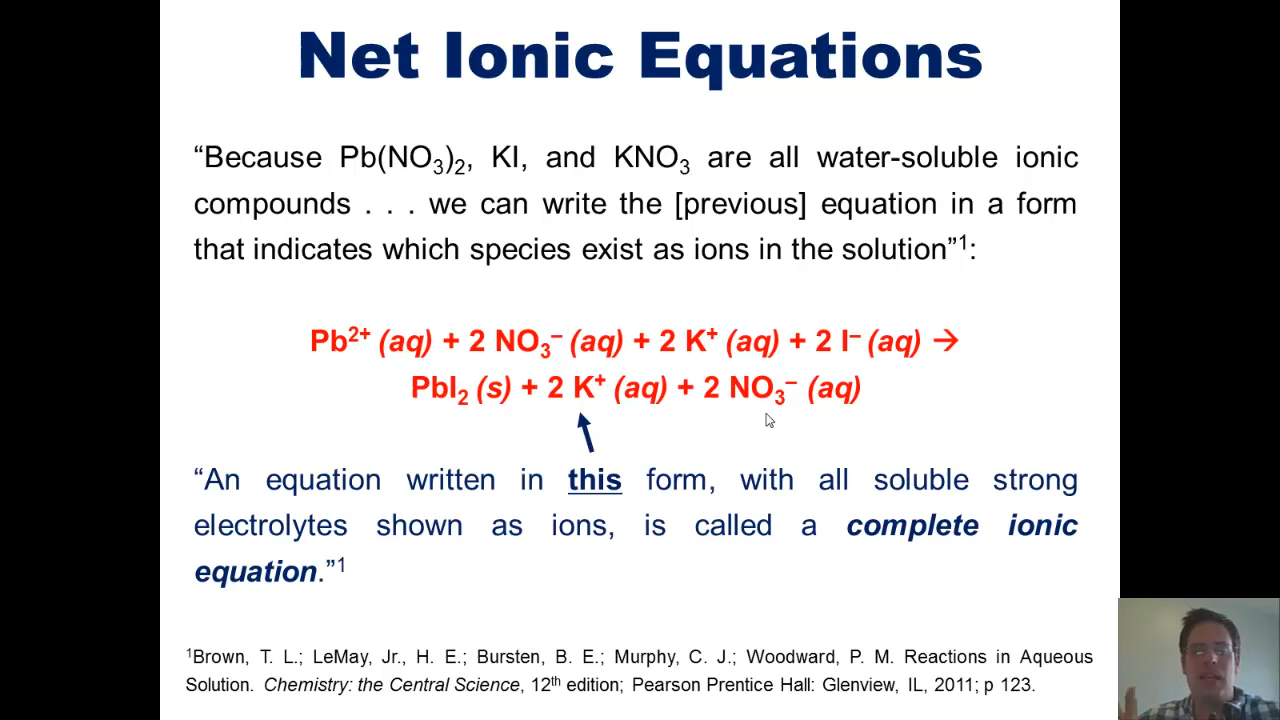 Net Ionic Equations
“Because Pb(NO₃)₂, KI, and KNO₃ are all water-soluble ionic
compounds . . . we can write the [previous] equation in a form
that indicates which species exist as ions in the solution”¹:
Pb²⁺ (aq) + 2 NO₃⁻ (aq) + 2 K⁺ (aq) + 2 I⁻ (aq) →
PbI₂ (s) + 2 K⁺ (aq) + 2 NO₃⁻ (aq)
“An equation written in this form, with all soluble strong
electrolytes shown as ions, is called a complete ionic
equation.”¹
¹Brown, T. L.; LeMay, Jr., H. E.; Bursten, B. E.; Murphy, C. J.; Woodward, P. M. Reactions in Aqueous
Solution. Chemistry: the Central Science, 12th edition; Pearson Prentice Hall: Glenview, IL, 2011; p 123.